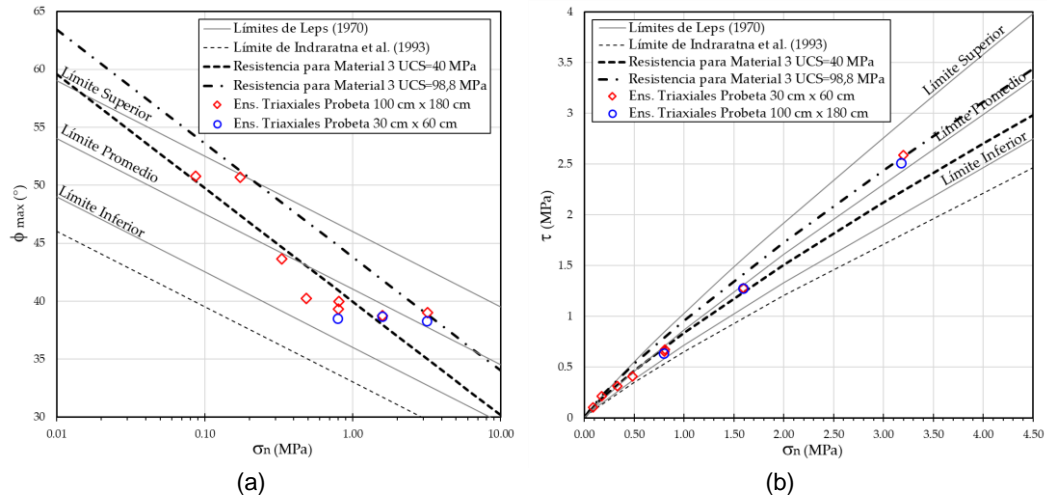 Límites de Leps (1970)
Límite de Indraratna et al. (1993)
Resistencia para Material 3 UCS=40 MPa
Resistencia para Material 3 UCS=98,8 MPa
Ens. Triaxiales Probeta 100 cm x 180 cm
Ens. Triaxiales Probeta 30 cm x 60 cm
Límite Superior
Límite Promedio
Límite Inferior
65
60
55
50
45
40
35
30
ϕ max (°)
0.01
0.10
1.00
10.00
σn (MPa)
(a)
Límites de Leps (1970)
Límite de Indraratna et al. (1993)
Resistencia para Material 3 UCS=40 MPa
Resistencia para Material 3 UCS=98,8 MPa
Ens. Triaxiales Probeta 30 cm x 60 cm
Ens. Triaxiales Probeta 100 cm x 180 cm
Límite Superior
Límite Promedio
Límite Inferior
4
3.5
3
2.5
2
1.5
1
0.5
0
τ (MPa)
0.00
0.50
1.00
1.50
2.00
2.50
3.00
3.50
4.00
4.50
σn (MPa)
(b)